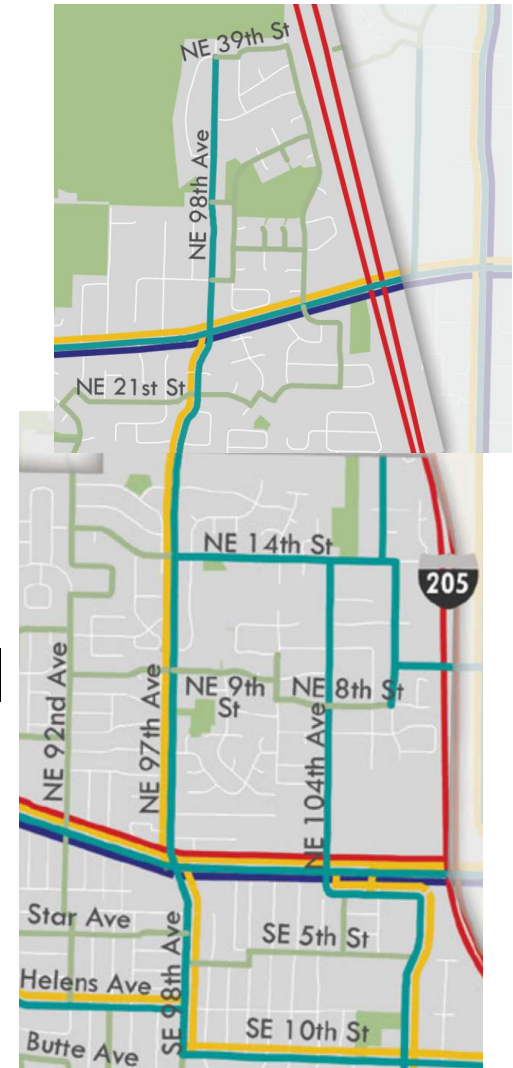 NE 39th St
NE 98th Ave
NE 21st St
NE 14th St
205
NE 92nd Ave
NE 97th Ave
NE 9th
St
NE 8th St
NE 104th Ave
Star Ave
SE 98th Ave
SE 5th St
Helens Ave
SE 10th St
Butte Ave